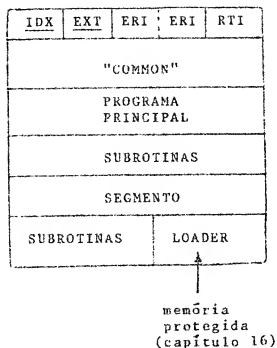 IDX EXT ERI ERI RTI
"COMMON"
PROGRAMA
PRINCIPAL
SUBROTINAS
SEGMENTO
SUBROTINAS LOADER
memória
protegida
(capítulo 16)